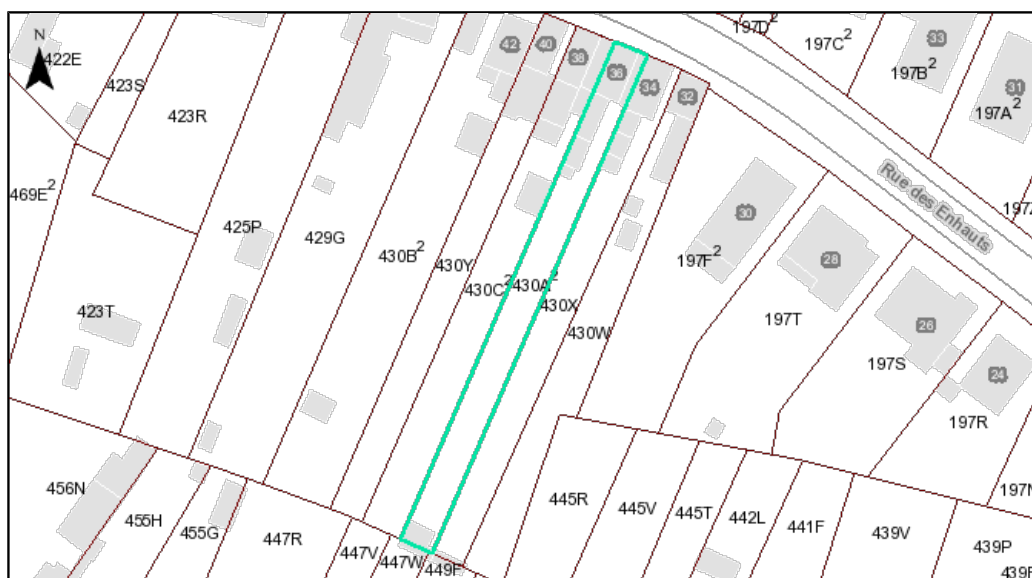 197D²
33
N
42
40
197C²
422E
38
36
197B²
423S
34
31
32
197A²
423R
Rue des Enhauts
469E²
30
425P
429G
28
430B²
197F²
430Y
430C²
430A²
430X
423T
197T
26
430W
197S
24
197R
456N
445R
445V
445T
442L
455H
441F
455G
439V
447R
439P
447V
447W
449F